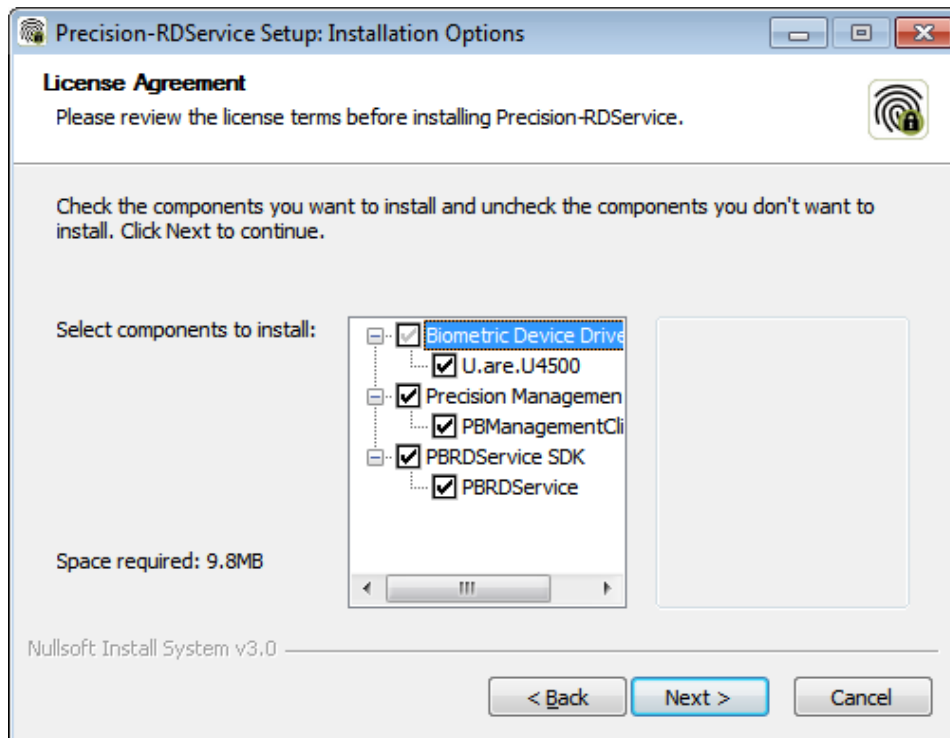 Precision-RDService Setup: Installation Options
License Agreement
Please review the license terms before installing Precision-RDService.
Check the components you want to install and uncheck the components you don't want to
install. Click Next to continue.
Select components to install:
Biometric Device Drive
U.are.U4500
Precision Managemen
PBManagementCli
PBRDService SDK
PBRDService
Space required: 9.8MB
Nullsoft Install System v3.0
< Back
Next >
Cancel